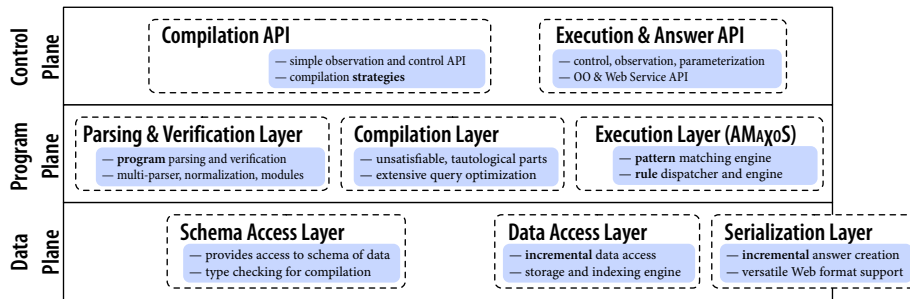 Control Plane
Compilation API
— simple observation and control API
— compilation strategies
Execution & Answer API
— control, observation, parameterization
— OO & Web Service API
Program Plane
Parsing & Verification Layer
— program parsing and verification
— multi-parser, normalization, modules
Compilation Layer
— unsatisfiable, tautological parts
— extensive query optimization
Execution Layer (AMAχOS)
— pattern matching engine
— rule dispatcher and engine
Data Plane
Schema Access Layer
— provides access to schema of data
— type checking for compilation
Data Access Layer
— incremental data access
— storage and indexing engine
Serialization Layer
— incremental answer creation
— versatile Web format support